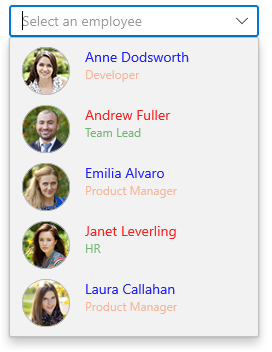 Select an employee
Anne Dodsworth
Developer
Andrew Fuller
Team Lead
Emilia Alvaro
Product Manager
Janet Leverling
HR
Laura Callahan
Product Manager